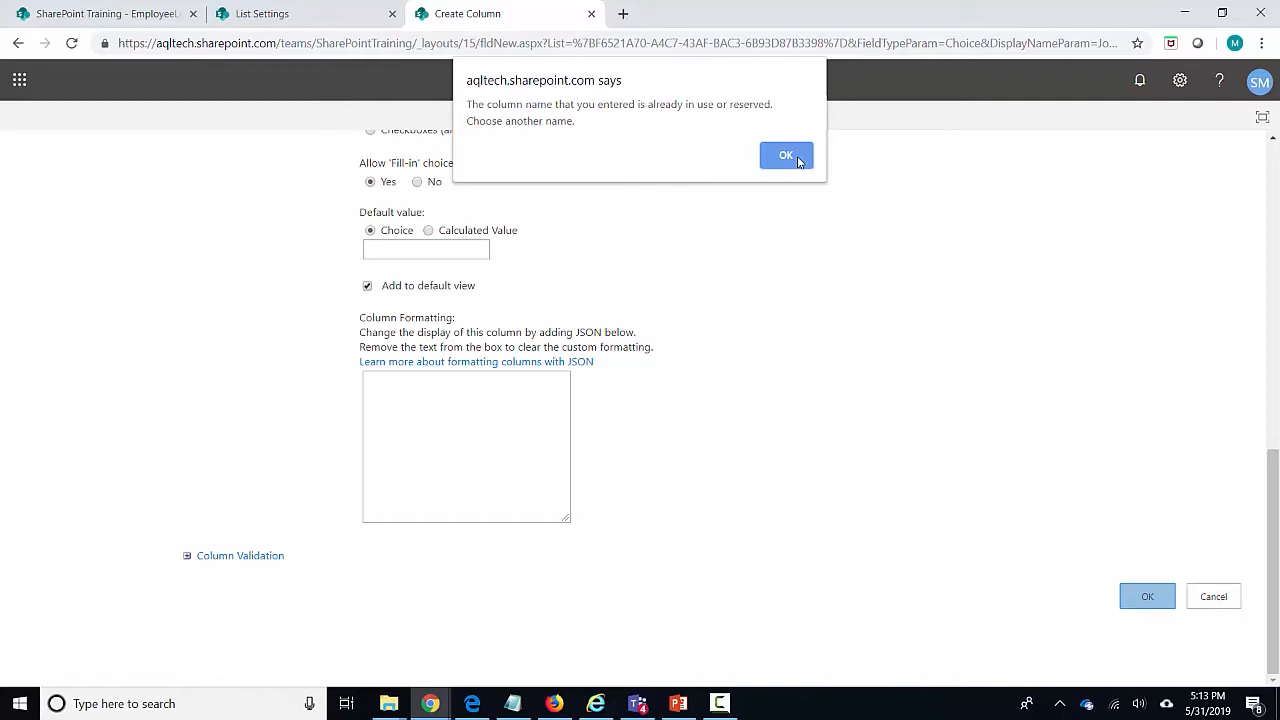 SharePoint Training - EmployeeL
List Settings
Create Column
https://aqltech.sharepoint.com/teams/SharePointTraining/_layouts/15/fldNew.aspx?List=%7BF6521A70-A4C7-43AF-BAC3-6B93D87B3398%7D&FieldTypeParam=Choice&DisplayNameParam=Jo...
M
SM
aqltech.sharepoint.com says
The column name that you entered is already in use or reserved.
Choose another name.
OK
Checkboxes (a
Allow 'Fill-in' choice
Yes No
Default value:
Choice Calculated Value
Add to default view
Column Formatting:
Change the display of this column by adding JSON below.
Remove the text from the box to clear the custom formatting.
Learn more about formatting columns with JSON
Column Validation
OK Cancel
Type here to search
5:13 PM
5/31/2019